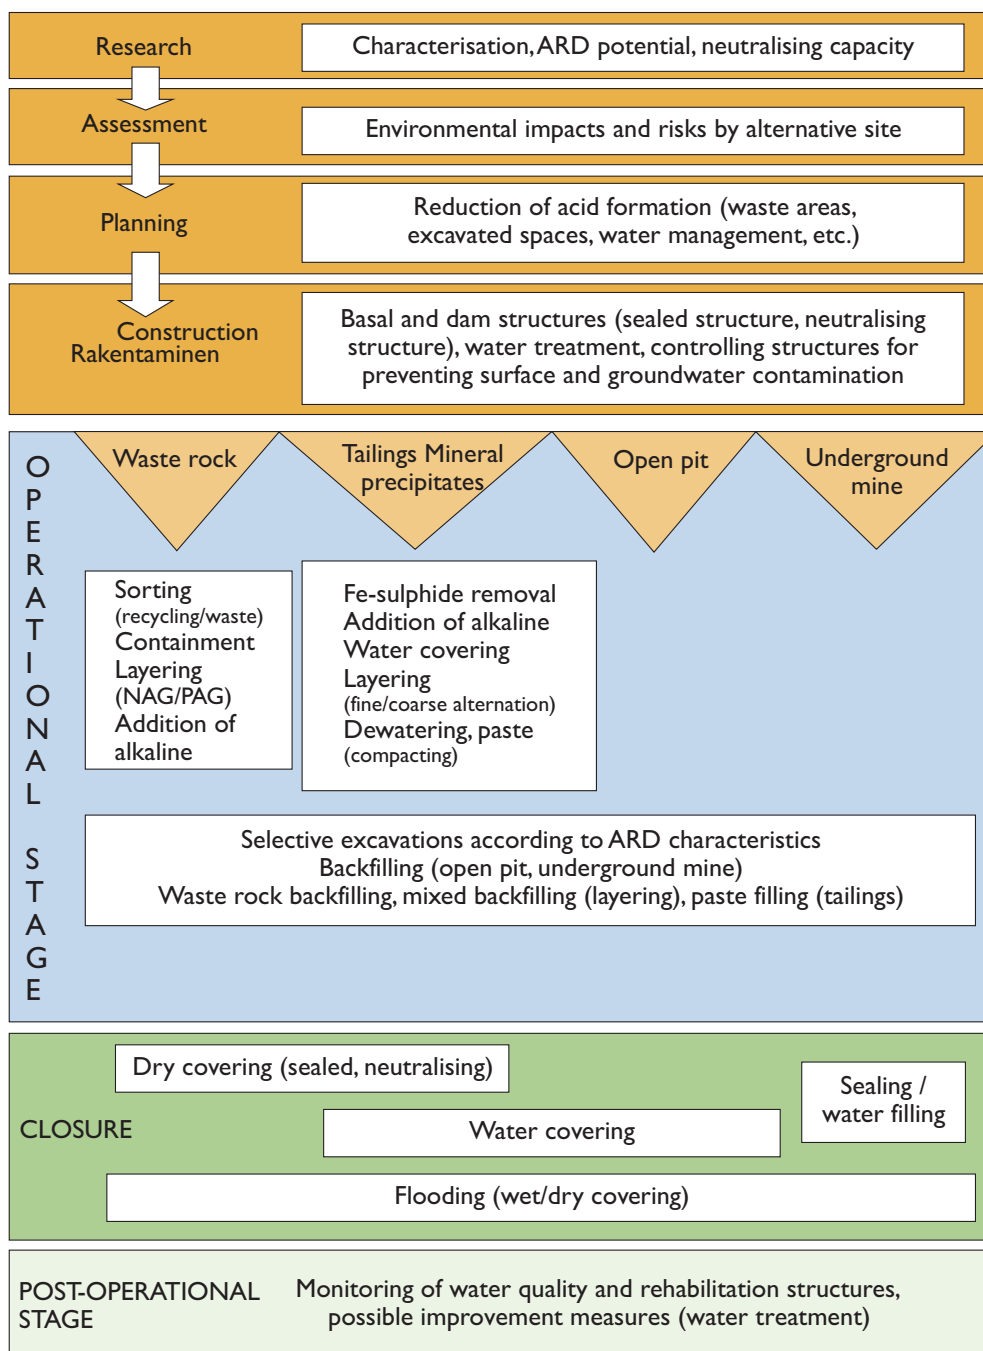 Research
Characterisation, ARD potential, neutralising capacity
Assessment
Environmental impacts and risks by alternative site
Planning
Reduction of acid formation (waste areas,
excavated spaces, water management, etc.)
Construction
Rakentaminen
Basal and dam structures (sealed structure, neutralising
structure), water treatment, controlling structures for
preventing surface and groundwater contamination
OPERATIONAL STAGE
Waste rock
Tailings Mineral
precipitates
Open pit
Underground
mine
Sorting
(recycling/waste)
Containment
Layering
(NAG/PAG)
Addition of
alkaline
Fe-sulphide removal
Addition of alkaline
Water covering
Layering
(fine/coarse alternation)
Dewatering, paste
(compacting)
Selective excavations according to ARD characteristics
Backfilling (open pit, underground mine)
Waste rock backfilling, mixed backfilling (layering), paste filling (tailings)
CLOSURE
Dry covering (sealed, neutralising)
Sealing /
water filling
Water covering
Flooding (wet/dry covering)
POST-OPERATIONAL
STAGE
Monitoring of water quality and rehabilitation structures,
possible improvement measures (water treatment)